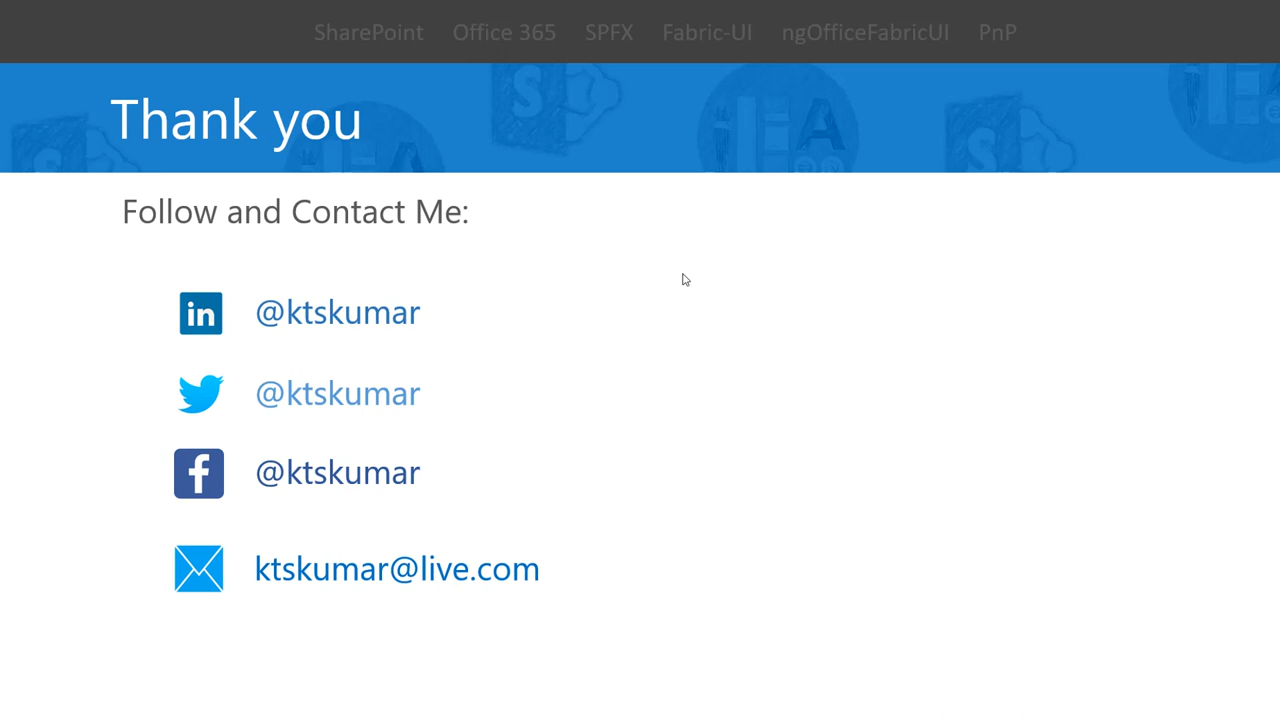 SharePoint Office 365 SPFX Fabric-UI ngOfficeFabricUI PnP
Thank you
Follow and Contact Me:
in @ktskumar
@ktskumar
f @ktskumar
ktskumar@live.com